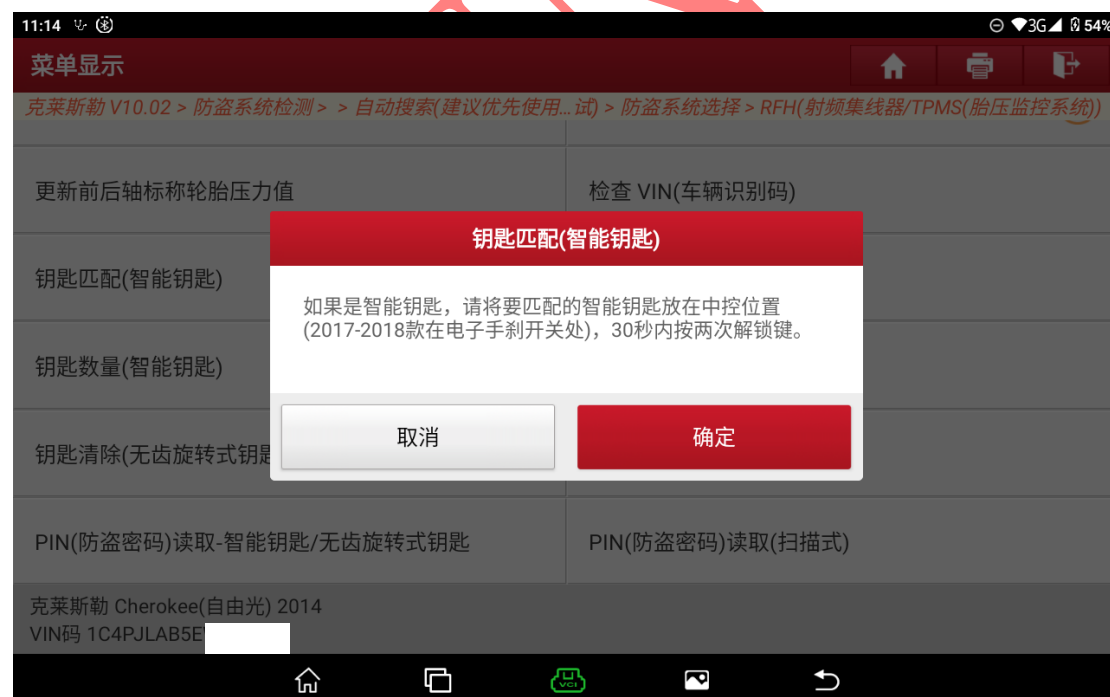 11:14
3G 54%
菜单显示
克莱斯勒 V10.02 > 防盗系统检测 > > 自动搜索(建议优先使用...试) > 防盗系统选择 > RFH(射频集线器/TPMS(胎压监控系统))
更新前后轴标称轮胎压力值
检查 VIN(车辆识别码)
钥匙匹配(智能钥匙)
钥匙匹配(智能钥匙)
如果是智能钥匙，请将要匹配的智能钥匙放在中控位置
(2017-2018款在电子手刹开关处)，30秒内按两次解锁键。
钥匙数量(智能钥匙)
取消
确定
钥匙清除(无齿旋转式钥匙
PIN(防盗密码)读取-智能钥匙/无齿旋转式钥匙
PIN(防盗密码)读取(扫描式)
克莱斯勒 Cherokee(自由光) 2014
VIN码 1C4PJLAB5E
VCI